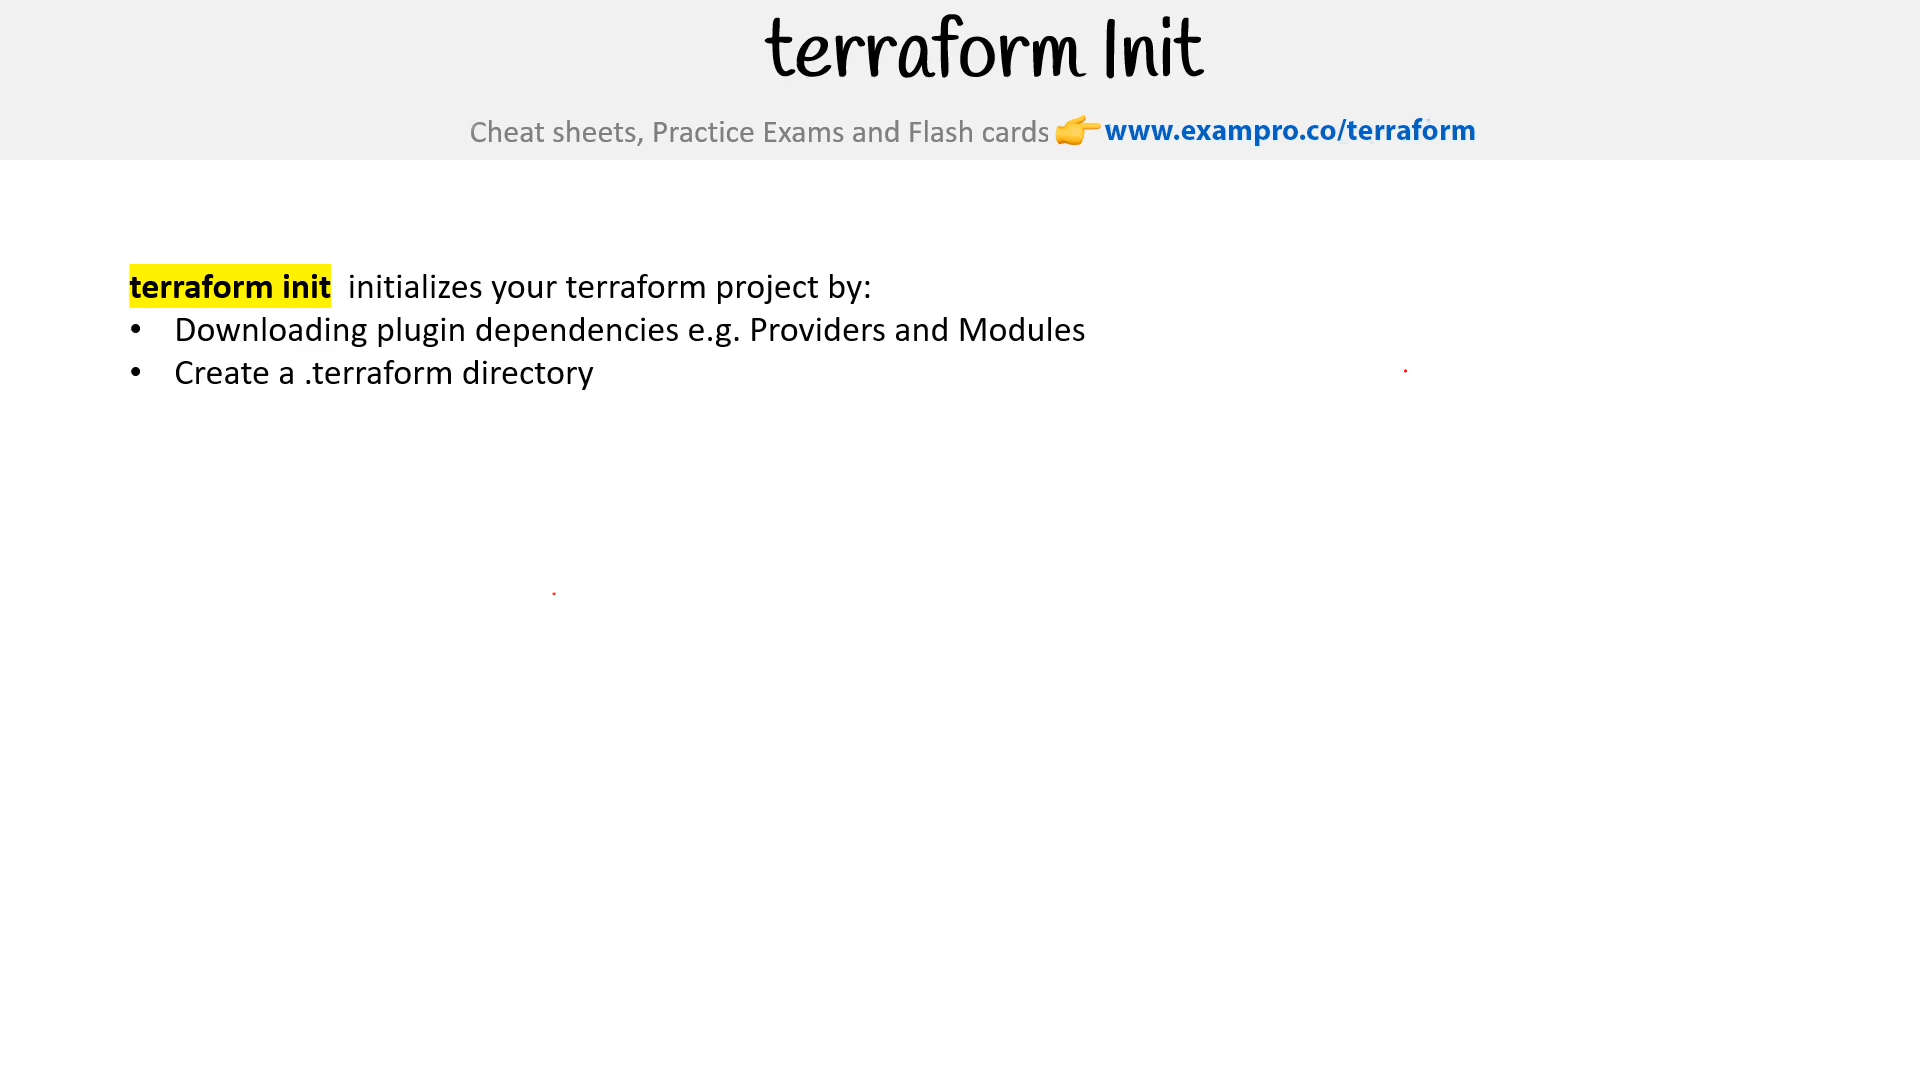 terraform Init
Cheat sheets, Practice Exams and Flash cards 👉 www.exampro.co/terraform
terraform init initializes your terraform project by:
• Downloading plugin dependencies e.g. Providers and Modules
• Create a .terraform directory